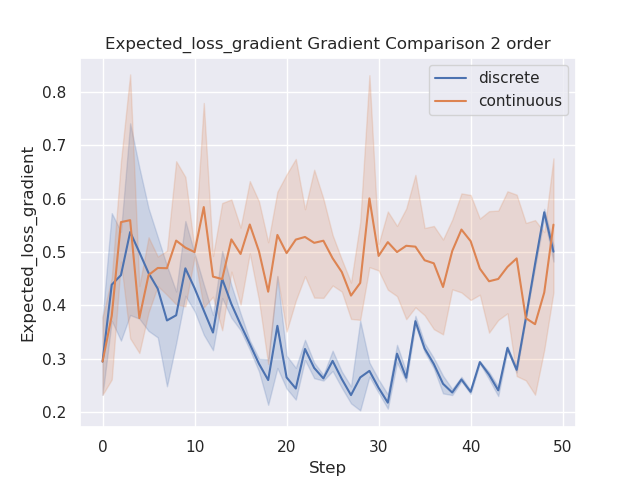 Expected_loss_gradient Gradient Comparison 2 order
discrete
continuous
Expected_loss_gradient
0.8
0.7
0.6
0.5
0.4
0.3
0.2
0
10
20
30
40
50
Step